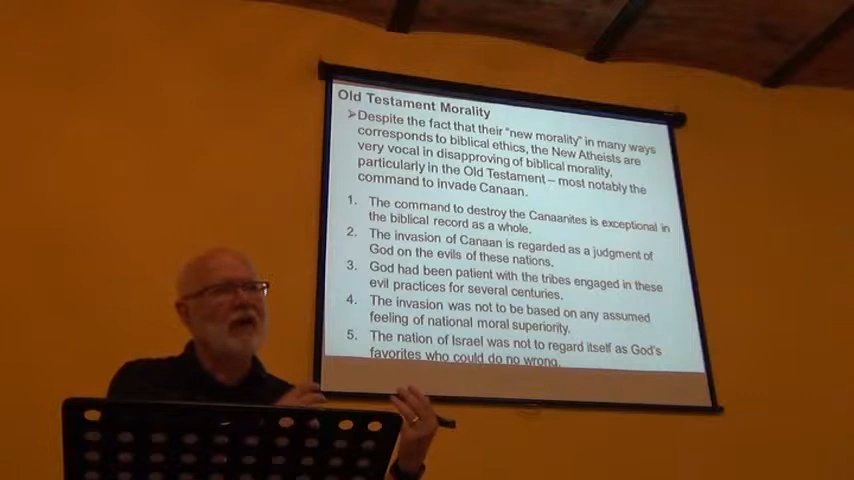 Old Testament Morality
➢Despite the fact that their "new morality" in many ways
corresponds to biblical ethics, the New Atheists are
very vocal in disapproving of biblical morality,
particularly in the Old Testament – most notably the
command to invade Canaan.
1. The command to destroy the Canaanites is exceptional in
the biblical record as a whole.
2. The invasion of Canaan is regarded as a judgment of
God on the evils of these nations.
3. God had been patient with the tribes engaged in these
evil practices for several centuries.
4. The invasion was not to be based on any assumed
feeling of national moral superiority.
5. The nation of Israel was not to regard itself as God's
favorites who could do no wrong.